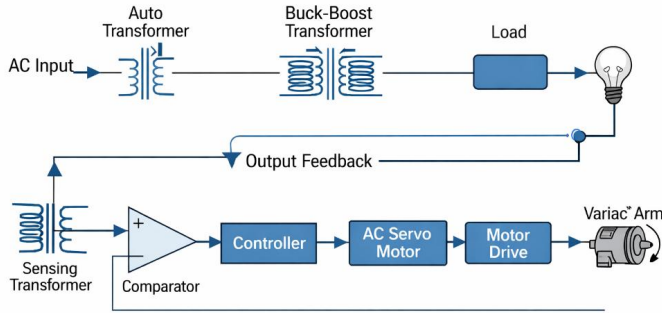 Auto
Transformer
Buck-Boost
Transformer
Load
AC Input
Output Feedback
+
Sensing
Transformer
Comparator
Controller
AC Servo
Motor
Motor
Drive
Variac™ Arm